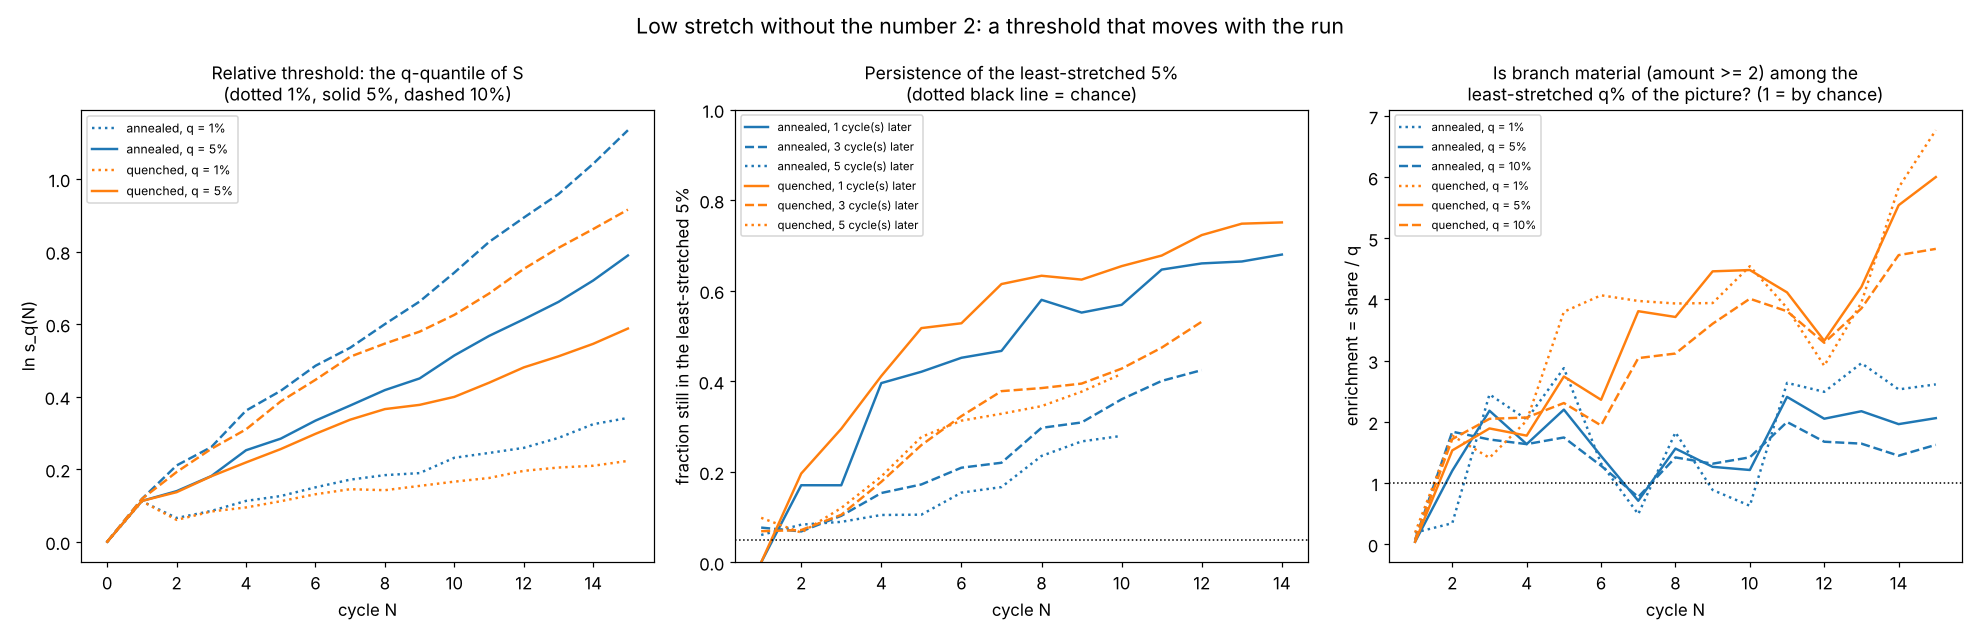 Low stretch without the number 2: a threshold that moves with the run
Relative threshold: the q-quantile of S
(dotted 1%, solid 5%, dashed 10%)
annealed, q = 1%
annealed, q = 5%
quenched, q = 1%
quenched, q = 5%
ln s_q(N)
1.0
0.8
0.6
0.4
0.2
0.0
0 2 4 6 8 10 12 14
cycle N
Persistence of the least-stretched 5%
(dotted black line = chance)
annealed, 1 cycle(s) later
annealed, 3 cycle(s) later
annealed, 5 cycle(s) later
quenched, 1 cycle(s) later
quenched, 3 cycle(s) later
quenched, 5 cycle(s) later
fraction still in the least-stretched 5%
1.0
0.8
0.6
0.4
0.2
0.0
2 4 6 8 10 12 14
cycle N
Is branch material (amount >= 2) among the
least-stretched q% of the picture? (1 = by chance)
annealed, q = 1%
annealed, q = 5%
annealed, q = 10%
quenched, q = 1%
quenched, q = 5%
quenched, q = 10%
enrichment = share / q
7
6
5
4
3
2
1
0
2 4 6 8 10 12 14
cycle N